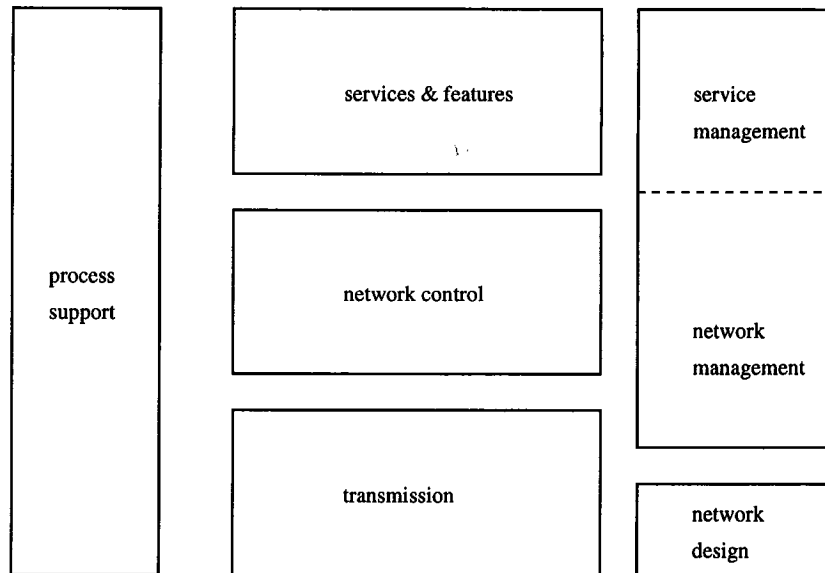 process
support
services & features
network control
transmission
service
management
network
management
network
design